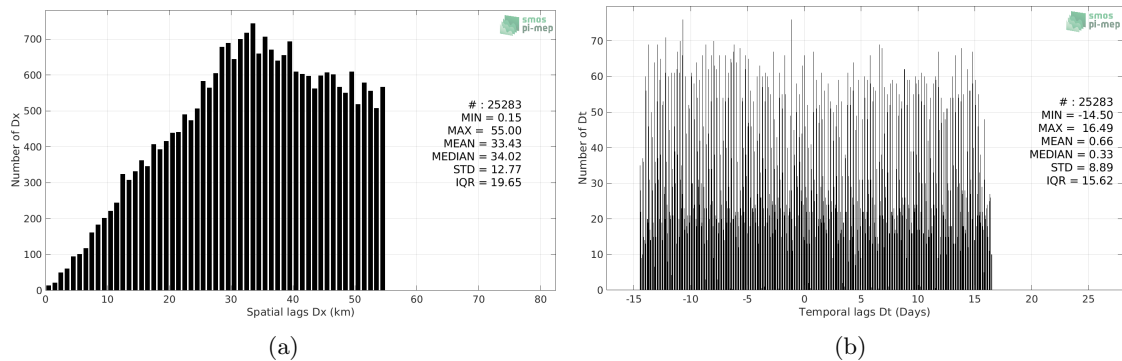 smos
pi-mep
700
600
500
400
300
200
100
0
Number of Dx
# : 25283
MIN = 0.15
MAX = 55.00
MEAN = 33.43
MEDIAN = 34.02
STD = 12.77
IQR = 19.65
0 10 20 30 40 50 60 70 80
Spatial lags Dx (km)
(a)
smos
pi-mep
70
60
50
40
30
20
10
0
Number of Dt
# : 25283
MIN = -14.50
MAX = 16.49
MEAN = 0.66
MEDIAN = 0.33
STD = 8.89
IQR = 15.62
-15 -10 -5 0 5 10 15 20 25
Temporal lags Dt (Days)
(b)